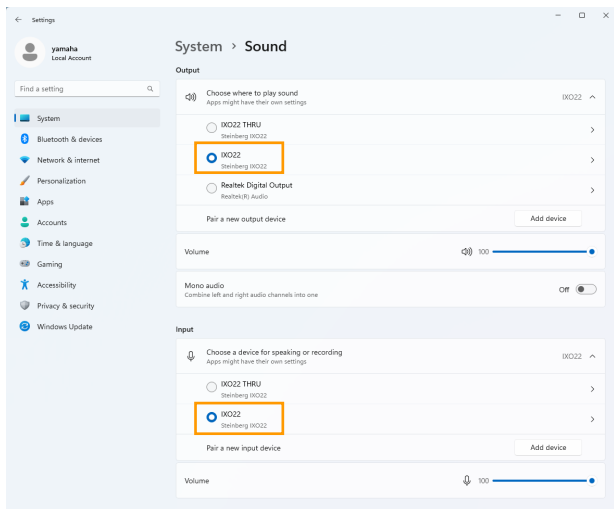 Settings
yamaha
Local Account
Find a setting
System
Bluetooth & devices
Network & internet
Personalization
Apps
Accounts
Time & language
Gaming
Accessibility
Privacy & security
Windows Update
System > Sound
Output
Choose where to play sound
Apps might have their own settings
IXO22
IXO22 THRU
Steinberg IXO22
IXO22
Steinberg IXO22
Realtek Digital Output
Realtek(R) Audio
Pair a new output device
Add device
Volume
100
Mono audio
Combine left and right audio channels into one
Off
Input
Choose a device for speaking or recording
Apps might have their own settings
IXO22
IXO22 THRU
Steinberg IXO22
IXO22
Steinberg IXO22
Pair a new input device
Add device
Volume
100